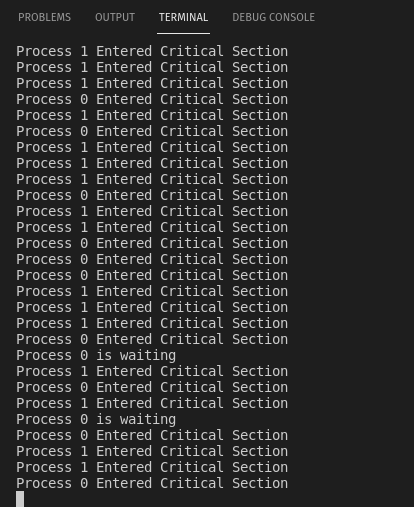 PROBLEMS OUTPUT TERMINAL DEBUG CONSOLE
Process 1 Entered Critical Section
Process 1 Entered Critical Section
Process 1 Entered Critical Section
Process 0 Entered Critical Section
Process 1 Entered Critical Section
Process 0 Entered Critical Section
Process 1 Entered Critical Section
Process 1 Entered Critical Section
Process 1 Entered Critical Section
Process 0 Entered Critical Section
Process 1 Entered Critical Section
Process 1 Entered Critical Section
Process 0 Entered Critical Section
Process 0 Entered Critical Section
Process 0 Entered Critical Section
Process 1 Entered Critical Section
Process 1 Entered Critical Section
Process 1 Entered Critical Section
Process 0 Entered Critical Section
Process 0 is waiting
Process 1 Entered Critical Section
Process 0 Entered Critical Section
Process 1 Entered Critical Section
Process 0 is waiting
Process 0 Entered Critical Section
Process 1 Entered Critical Section
Process 1 Entered Critical Section
Process 0 Entered Critical Section